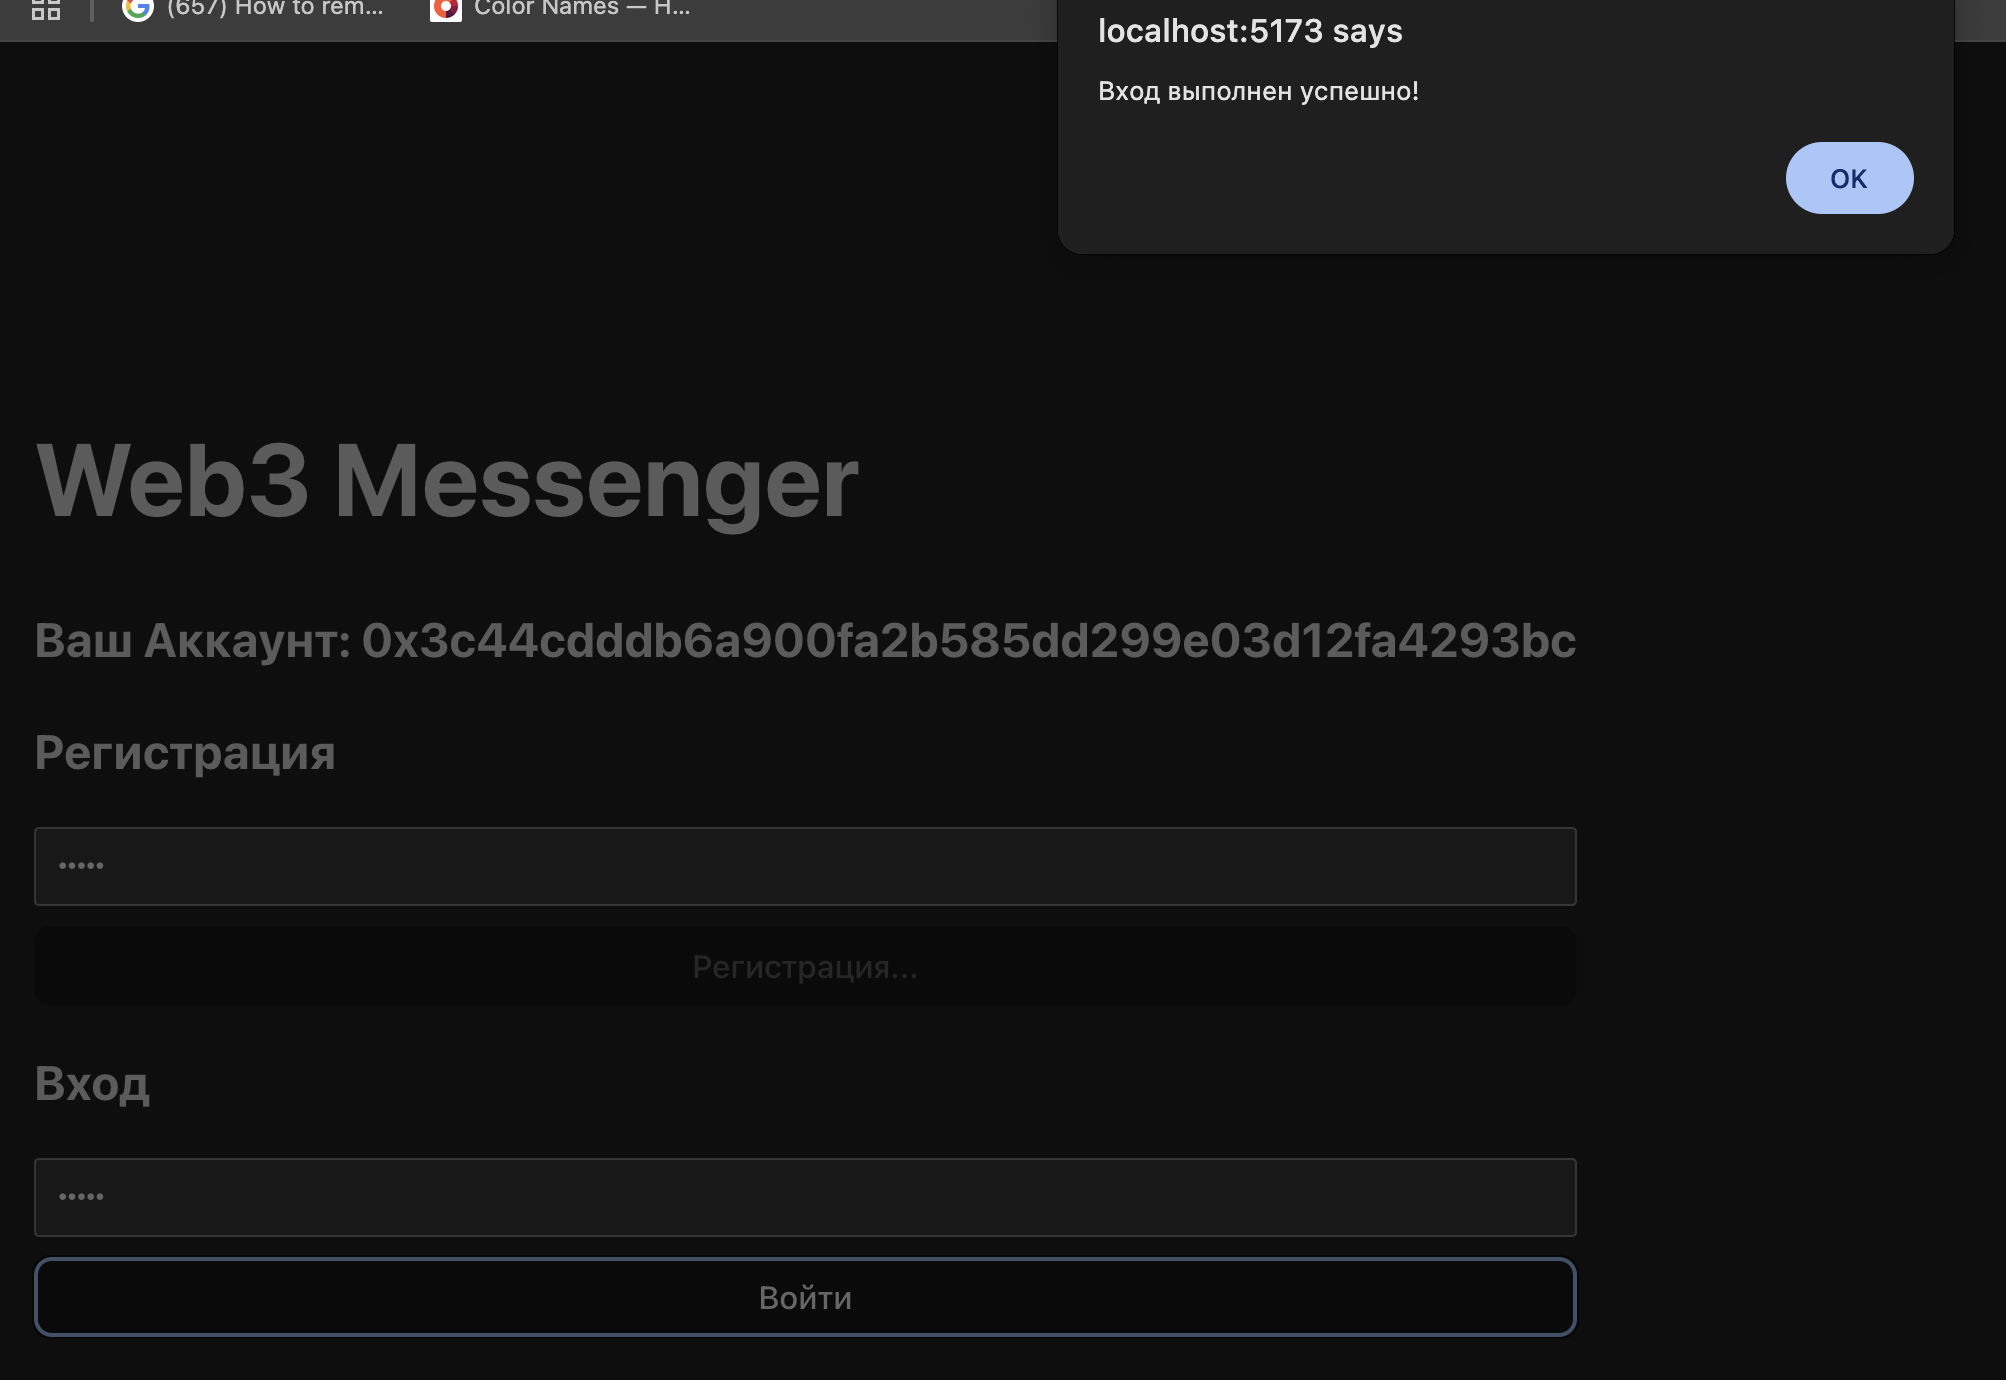 (657) How to rem...
Color Names — H...
localhost:5173 says
Вход выполнен успешно!
OK
Web3 Messenger
Ваш Аккаунт: 0x3c44cdddb6a900fa2b585dd299e03d12fa4293bc
Регистрация
•••••
Регистрация...
Вход
•••••
Войти